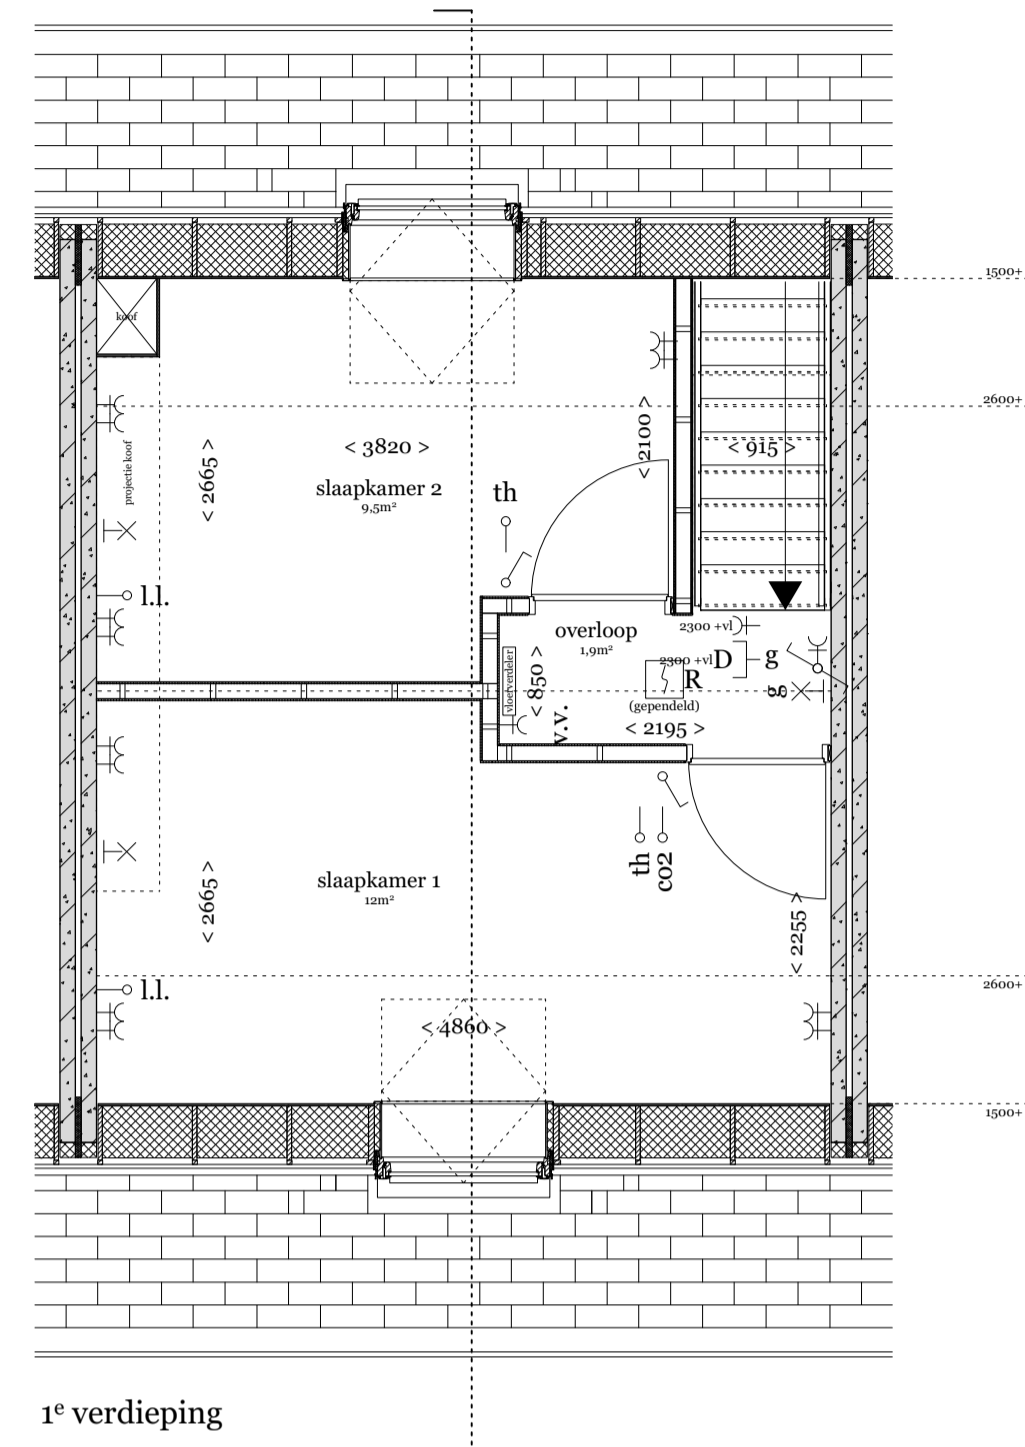 1500+
koof
2600+
projectie koof
< 2665 >
< 3820 >
slaapkamer 2
9,5m²
th
< 2100 >
< 915 >
l.l.
overloop
1,9m²
2300 +vl
2300 +vl
D
g
R
g
(gependeld)
< 2195 >
vloerverdeler
< 850 >
v.v.
th
co2
slaapkamer 1
12m²
< 2665 >
< 2255 >
2600+
l.l.
< 4860 >
1500+
1e verdieping